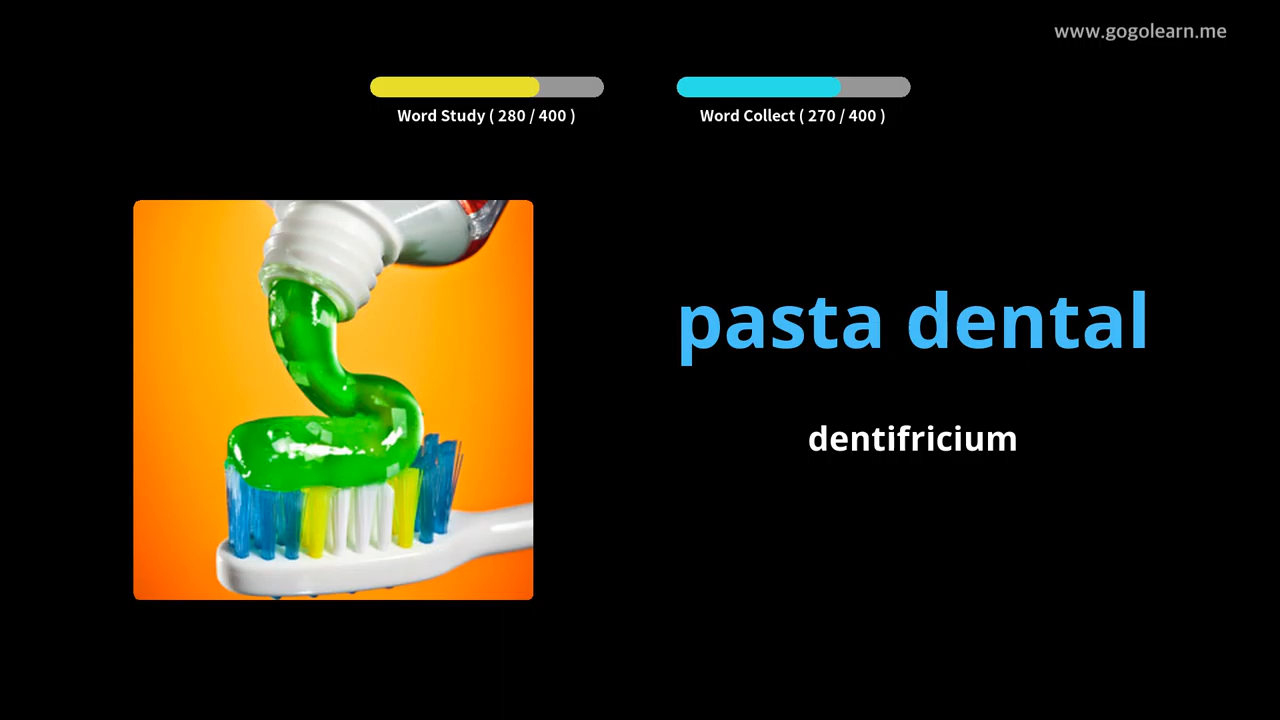 www.gogolearn.me
Word Study ( 280 / 400 )
Word Collect ( 270 / 400 )
pasta dental
dentifricium